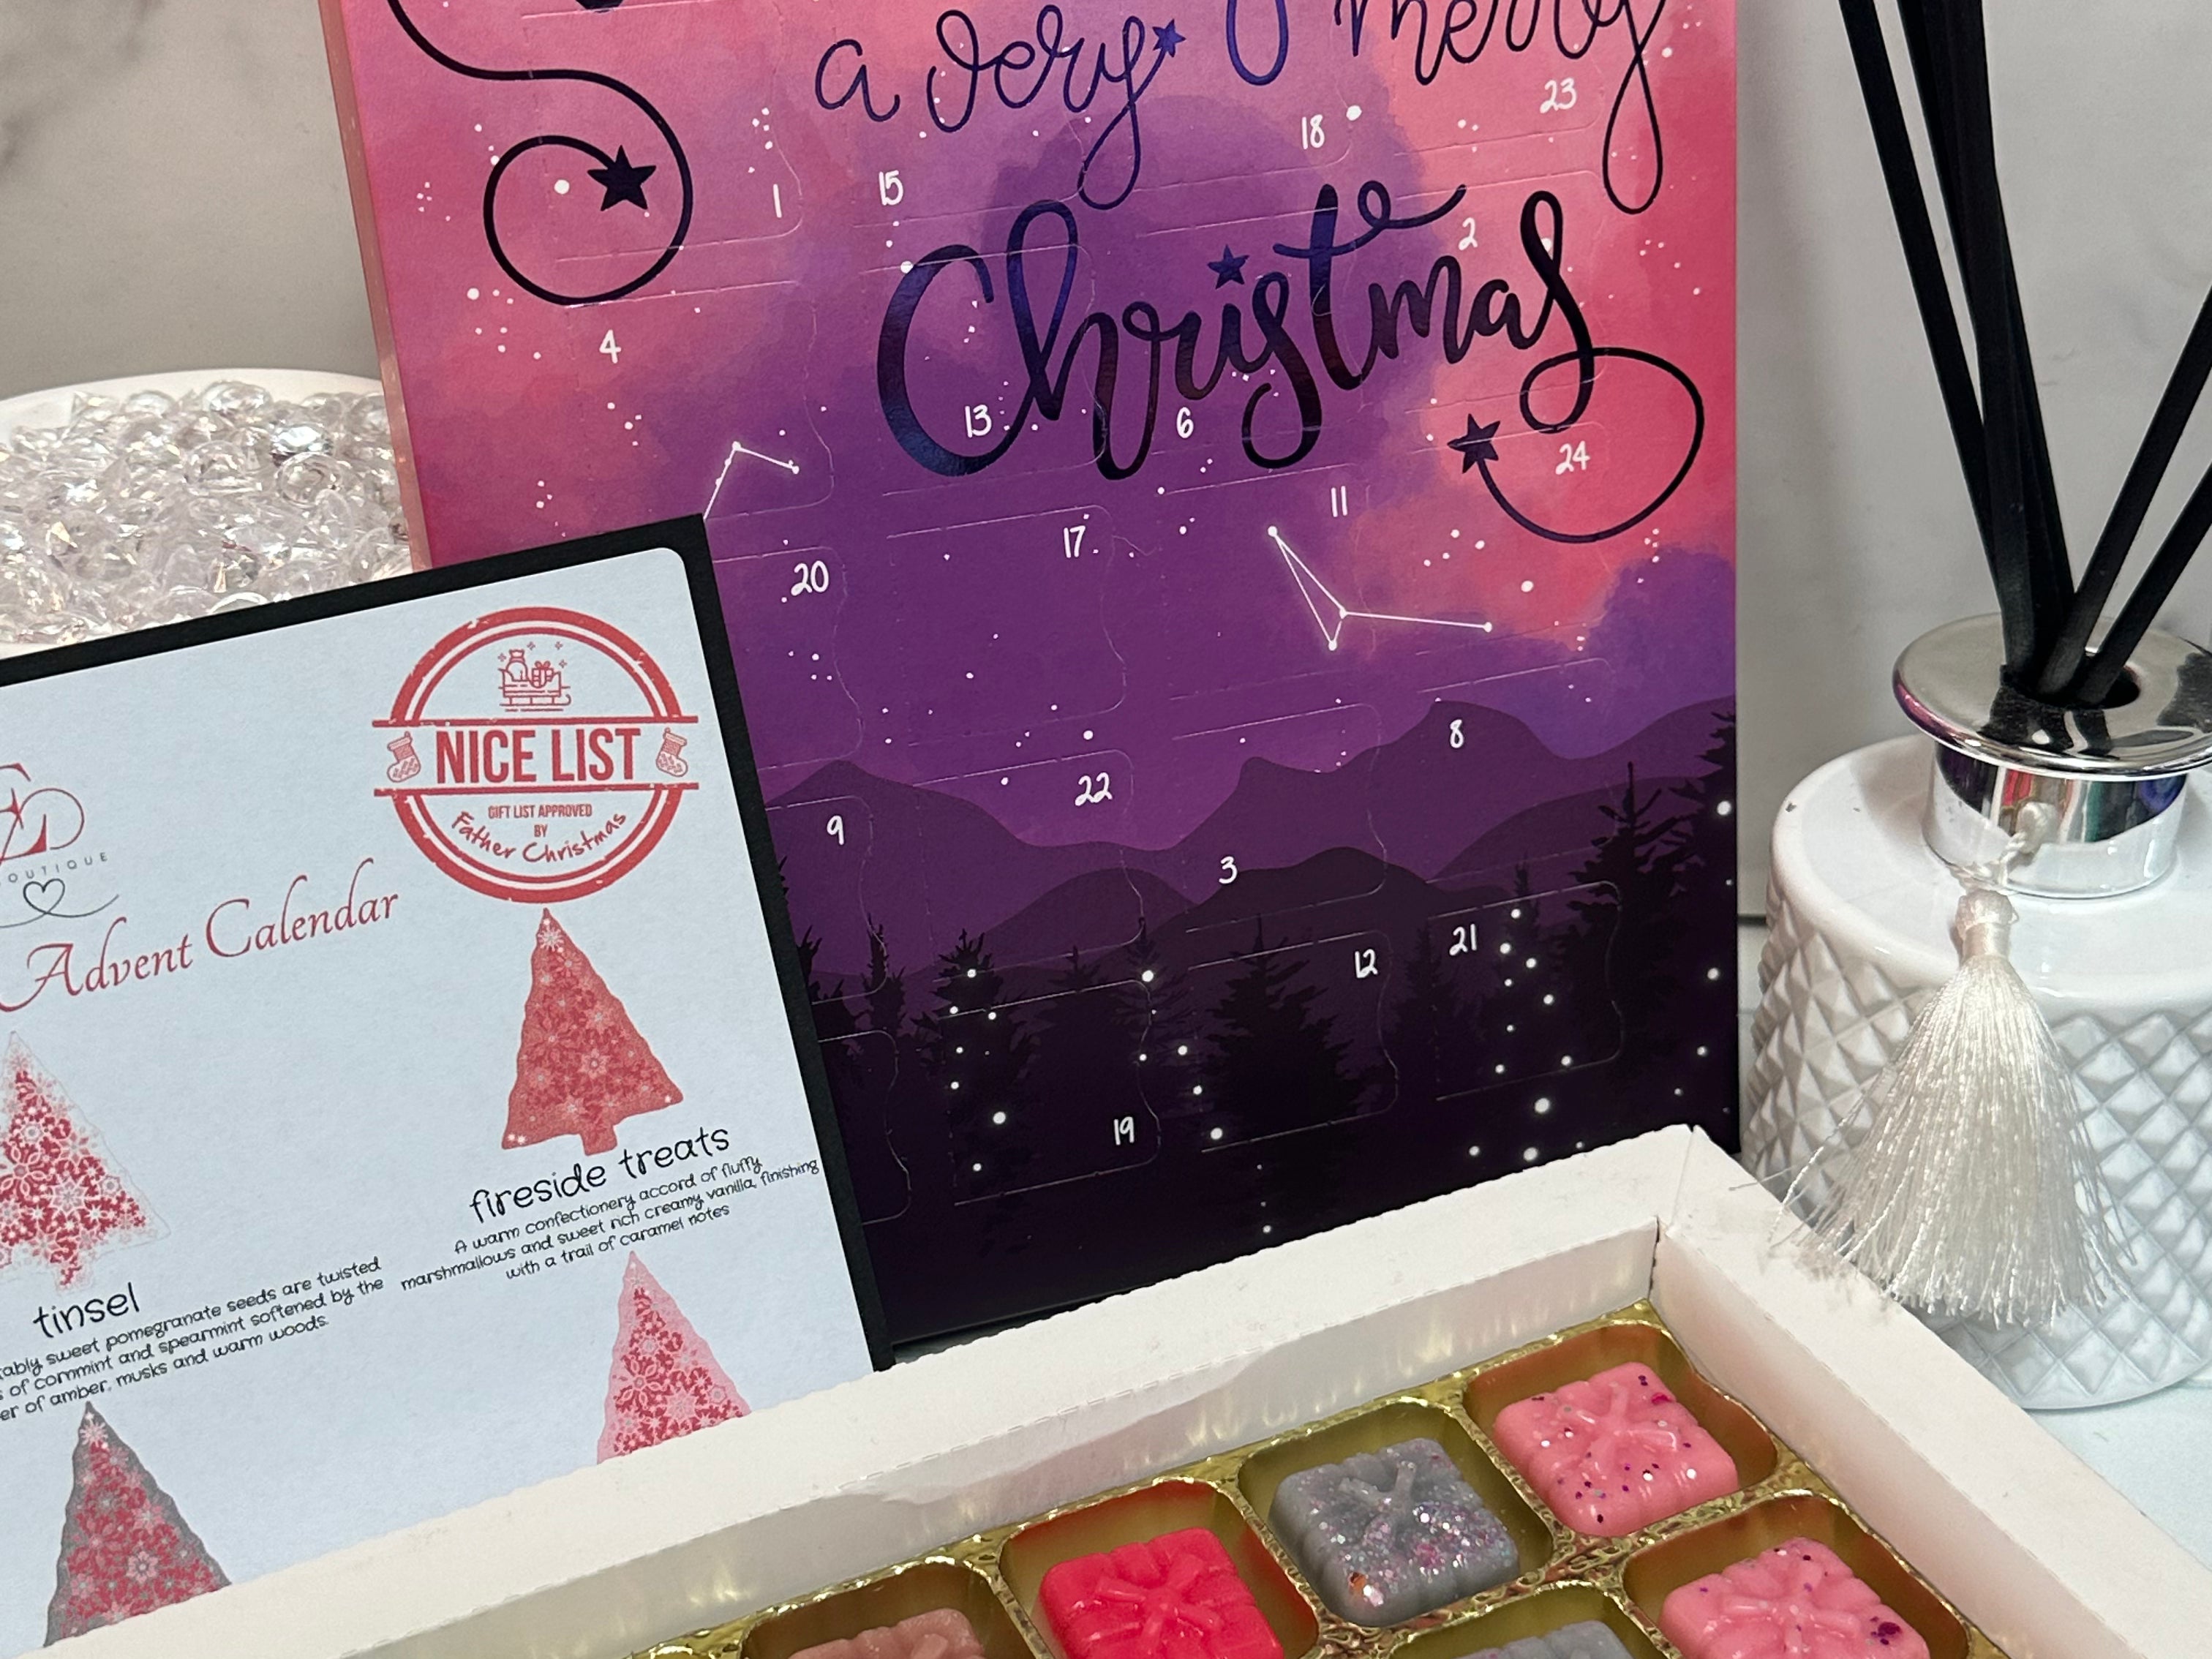 a very merry
Christmas
23
18
1
15
2
4
13
6
24
11
17
20
8
22
9
3
21
12
19
NICE LIST
GIFT LIST APPROVED
BY
Father Christmas
OUTIQUE
Advent Calendar
fireside treats
A warm confectionery accord of fluffy
marshmallows and sweet rich creamy vanilla, finishing
with a trail of caramel notes
tinsel
sweet pomegranate seeds are twisted
of cornmint and spearmint softened by the
of amber, musks and warm woods.